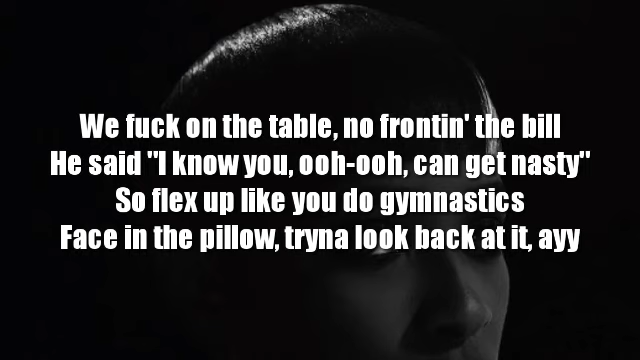 We fuck on the table, no frontin' the bill
He said "I know you, ooh-ooh, can get nasty"
So flex up like you do gymnastics
Face in the pillow, tryna look back at it, ayy